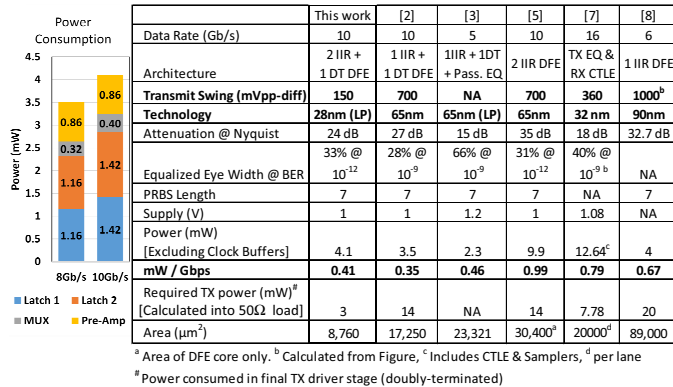 Power
Consumption
4.5
4
3.5
3
2.5
2
1.5
1
0.5
0
Power (mW)
0.86
0.32
1.16
1.16
0.86
0.40
1.42
1.42
8Gb/s 10Gb/s
Latch 1 Latch 2
MUX Pre-Amp
This work [2] [3] [5] [7] [8]
Data Rate (Gb/s) 10 10 5 10 16 6
Architecture 2 IIR + 1 DT DFE 1 IIR + 1 DT DFE 1IIR + 1DT + Pass. EQ 2 IIR DFE TX EQ & RX CTLE 1 IIR DFE
Transmit Swing (mVpp-diff) 150 700 NA 700 360 1000ᵇ
Technology 28nm (LP) 65nm 65nm (LP) 65nm 32 nm 90nm
Attenuation @ Nyquist 24 dB 27 dB 15 dB 35 dB 18 dB 32.7 dB
Equalized Eye Width @ BER 33% @ 10⁻¹² 28% @ 10⁻⁹ 66% @ 10⁻⁹ 31% @ 10⁻¹² 40% @ 10⁻⁹ ᵇ NA
PRBS Length 7 7 7 7 NA 7
Supply (V) 1 1 1.2 1 1.08 NA
Power (mW)
[Excluding Clock Buffers] 4.1 3.5 2.3 9.9 12.64ᶜ 4
mW / Gbps 0.41 0.35 0.46 0.99 0.79 0.67
Required TX power (mW)#
[Calculated into 50Ω load] 3 14 NA 14 7.78 20
Area (μm²) 8,760 17,250 23,321 30,400ᵃ 20000ᵈ 89,000
ᵃ Area of DFE core only. ᵇ Calculated from Figure, ᶜ Includes CTLE & Samplers, ᵈ per lane
# Power consumed in final TX driver stage (doubly-terminated)